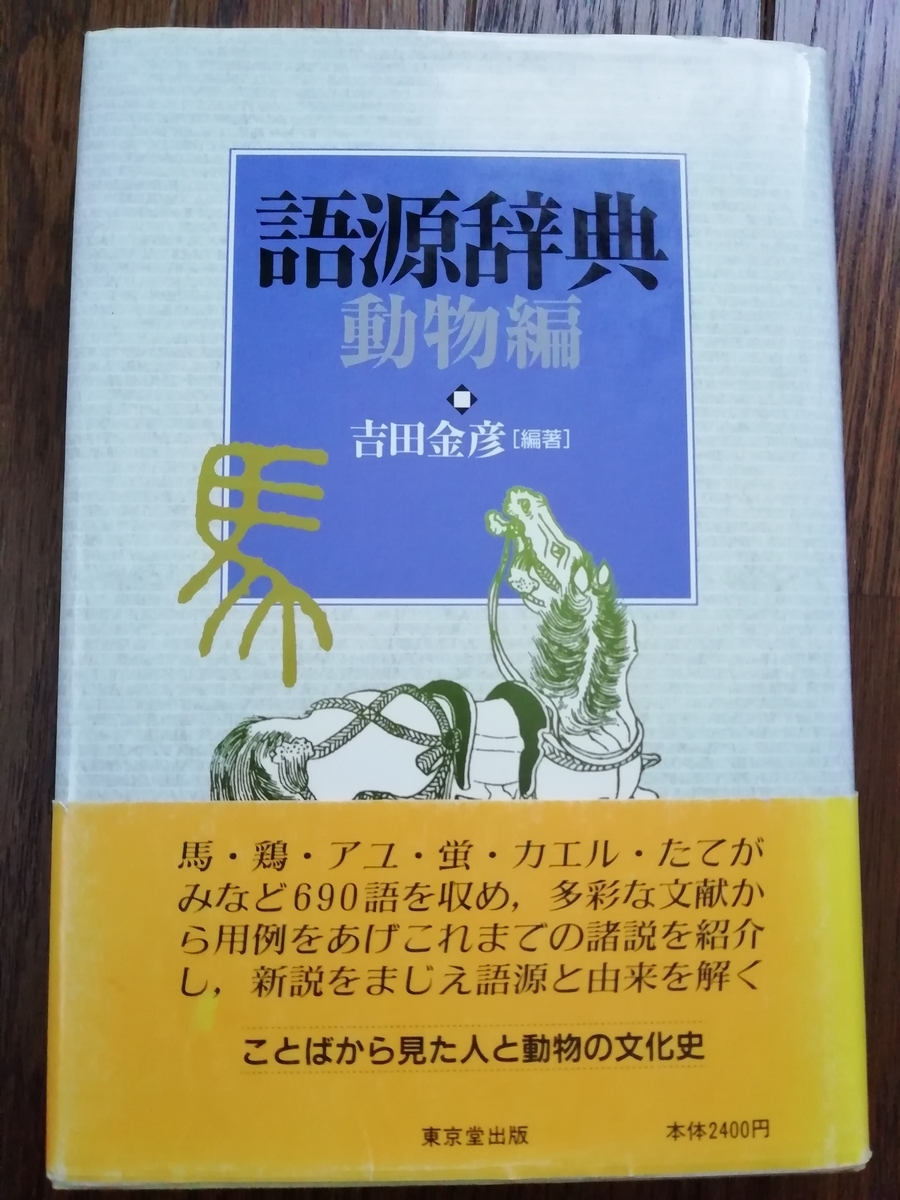 語源辞典
動物編
吉田金彦[編著]
馬
馬・鶏・アユ・蛍・カエル・たてが
みなど690語を収め，多彩な文献か
ら用例をあげこれまでの諸説を紹介
し，新説をまじえ語源と由来を解く
ことばから見た人と動物の文化史
東京堂出版
本体2400円